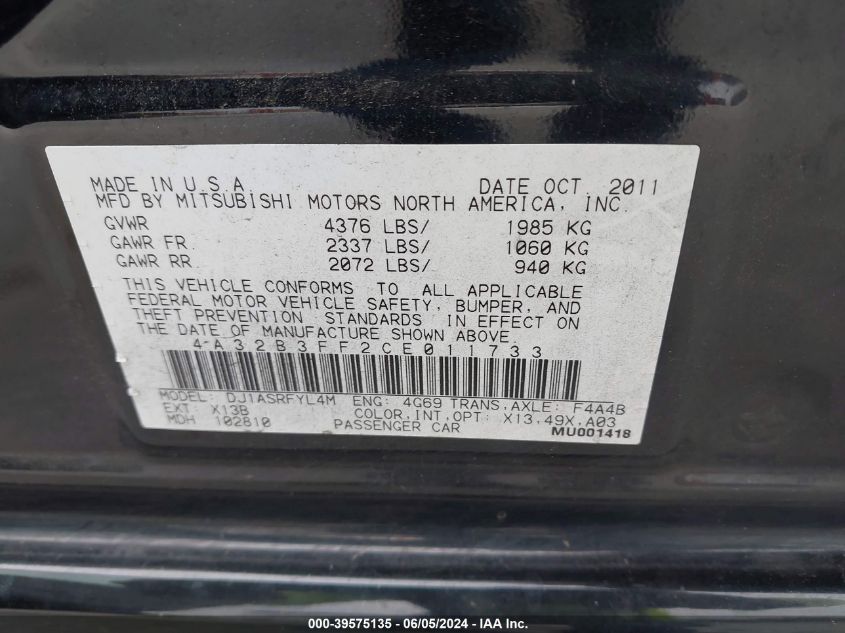 MADE IN U.S.A. DATE OCT. 2011
MFD BY MITSUBISHI MOTORS NORTH AMERICA, INC.
GVWR 4376 LBS/ 1985 KG
GAWR FR. 2337 LBS/ 1060 KG
GAWR RR. 2072 LBS/ 940 KG
THIS VEHICLE CONFORMS TO ALL APPLICABLE
FEDERAL MOTOR VEHICLE SAFETY, BUMPER, AND
THEFT PREVENTION STANDARDS IN EFFECT ON
THE DATE OF MANUFACTURE SHOWN ABOVE.
4A32B3FF2CE011733
MODEL: DJ1ASRFYL4M ENG: 4G69 TRANS.AXLE: F4A4B
EXT: X13B COLOR,INT,OPT: X13,49X,A03
MDH 102810 PASSENGER CAR
MU001418
000-39575135 - 06/05/2024 - IAA Inc.